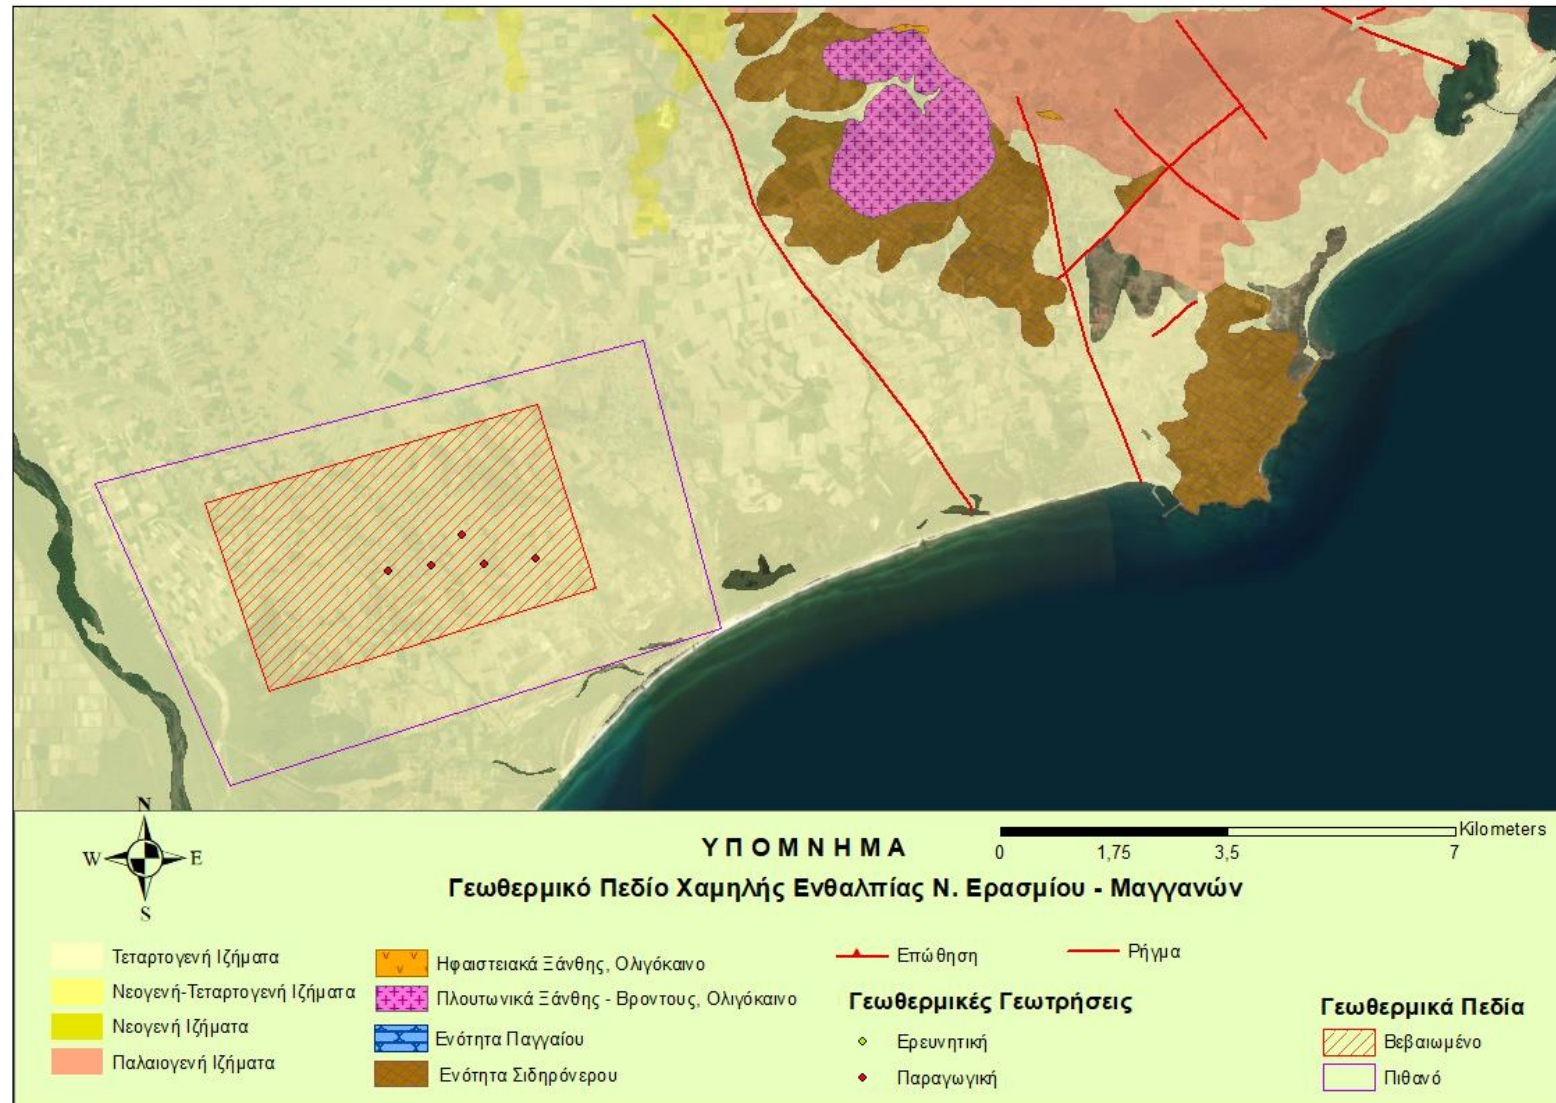 N
W E
S
ΥΠΟΜΝΗΜΑ
Kilometers
0 1,75 3,5 7
Γεωθερμικό Πεδίο Χαμηλής Ενθαλπίας Ν. Ερασμίου - Μαγγανών
Τεταρτογενή Ιζήματα
Νεογενή-Τεταρτογενή Ιζήματα
Νεογενή Ιζήματα
Παλαιογενή Ιζήματα
Ηφαιστειακά Ξάνθης, Ολιγόκαινο
Πλουτωνικά Ξάνθης - Βροντους, Ολιγόκαινο
Ενότητα Παγγαίου
Ενότητα Σιδηρόνερου
Επώθηση
Ρήγμα
Γεωθερμικές Γεωτρήσεις
Ερευνητική
Παραγωγική
Γεωθερμικά Πεδία
Βεβαιωμένο
Πιθανό